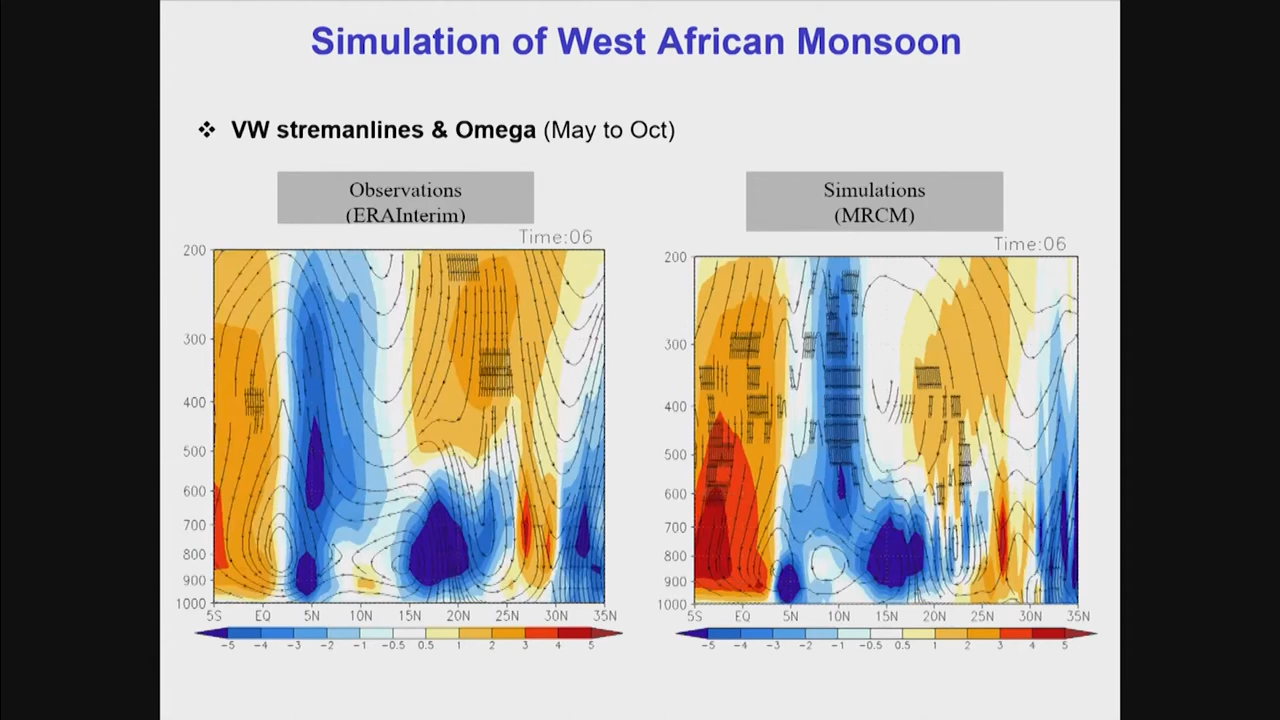 Simulation of West African Monsoon
❖ VW stremanlines & Omega (May to Oct)
Observations
(ERAInterim)
Time:06
200
300
400
500
600
700
800
900
1000
5S EQ 5N 10N 15N 20N 25N 30N 35N
-5 -4 -3 -2 -1 -0.5 0.5 1 2 3 4 5
Simulations
(MRCM)
Time:06
200
300
400
500
600
700
800
900
1000
5S EQ 5N 10N 15N 20N 25N 30N 35N
-5 -4 -3 -2 -1 -0.5 0.5 1 2 3 4 5